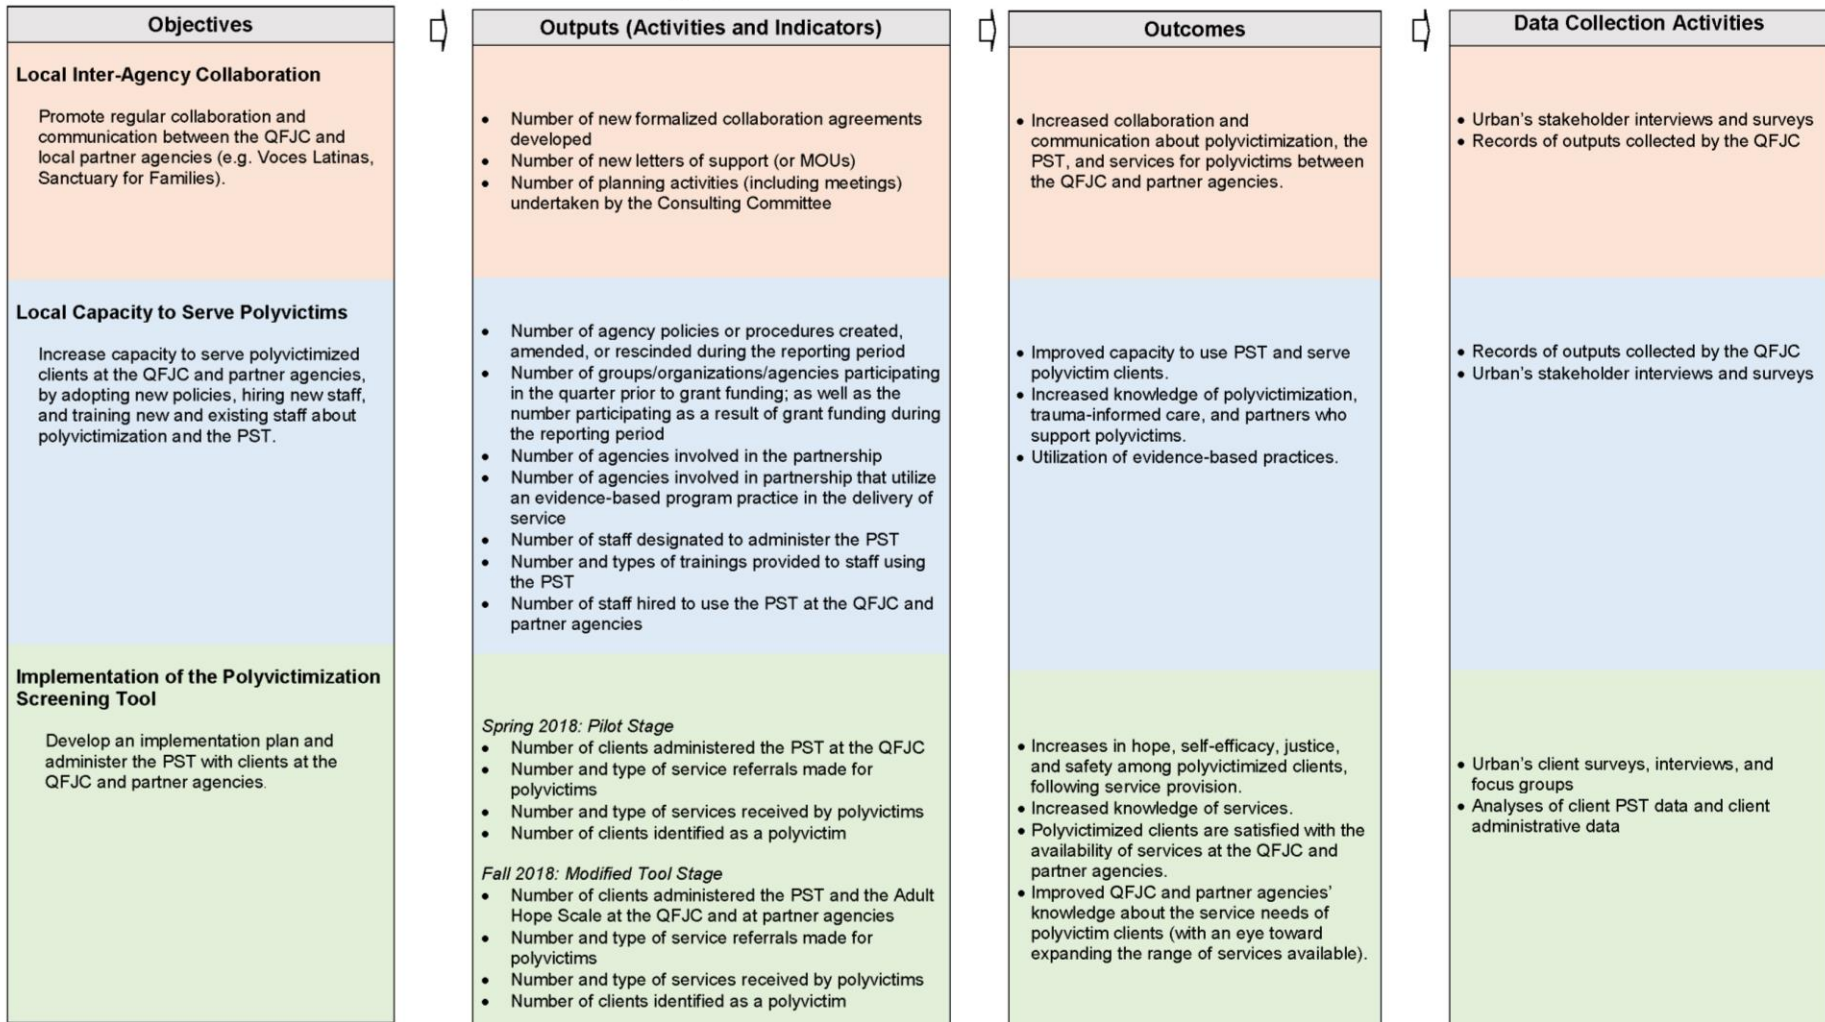 Objectives
Local Inter-Agency Collaboration
Promote regular collaboration and
communication between the QFJC and
local partner agencies (e.g. Voces Latinas,
Sanctuary for Families).
Local Capacity to Serve Polyvictims
Increase capacity to serve polyvictimized
clients at the QFJC and partner agencies,
by adopting new policies, hiring new staff,
and training new and existing staff about
polyvictimization and the PST.
Implementation of the Polyvictimization
Screening Tool
Develop an implementation plan and
administer the PST with clients at the
QFJC and partner agencies.
Outputs (Activities and Indicators)
• Number of new formalized collaboration agreements
developed
• Number of new letters of support (or MOUs)
• Number of planning activities (including meetings)
undertaken by the Consulting Committee
• Number of agency policies or procedures created,
amended, or rescinded during the reporting period
• Number of groups/organizations/agencies participating
in the quarter prior to grant funding; as well as the
number participating as a result of grant funding during
the reporting period
• Number of agencies involved in the partnership
• Number of agencies involved in partnership that utilize
an evidence-based program practice in the delivery of
service
• Number of staff designated to administer the PST
• Number and types of trainings provided to staff using
the PST
• Number of staff hired to use the PST at the QFJC and
partner agencies
Spring 2018: Pilot Stage
• Number of clients administered the PST at the QFJC
• Number and type of service referrals made for
polyvictims
• Number and type of services received by polyvictims
• Number of clients identified as a polyvictim
Fall 2018: Modified Tool Stage
• Number of clients administered the PST and the Adult
Hope Scale at the QFJC and at partner agencies
• Number and type of service referrals made for
polyvictims
• Number and type of services received by polyvictims
• Number of clients identified as a polyvictim
Outcomes
• Increased collaboration and
communication about polyvictimization, the
PST, and services for polyvictims between
the QFJC and partner agencies.
• Improved capacity to use PST and serve
polyvictim clients.
• Increased knowledge of polyvictimization,
trauma-informed care, and partners who
support polyvictims.
• Utilization of evidence-based practices.
• Increases in hope, self-efficacy, justice,
and safety among polyvictimized clients,
following service provision.
• Increased knowledge of services.
• Polyvictimized clients are satisfied with the
availability of services at the QFJC and
partner agencies.
• Improved QFJC and partner agencies’
knowledge about the service needs of
polyvictim clients (with an eye toward
expanding the range of services available).
Data Collection Activities
• Urban’s stakeholder interviews and surveys
• Records of outputs collected by the QFJC
• Records of outputs collected by the QFJC
• Urban’s stakeholder interviews and surveys
• Urban’s client surveys, interviews, and
focus groups
• Analyses of client PST data and client
administrative data